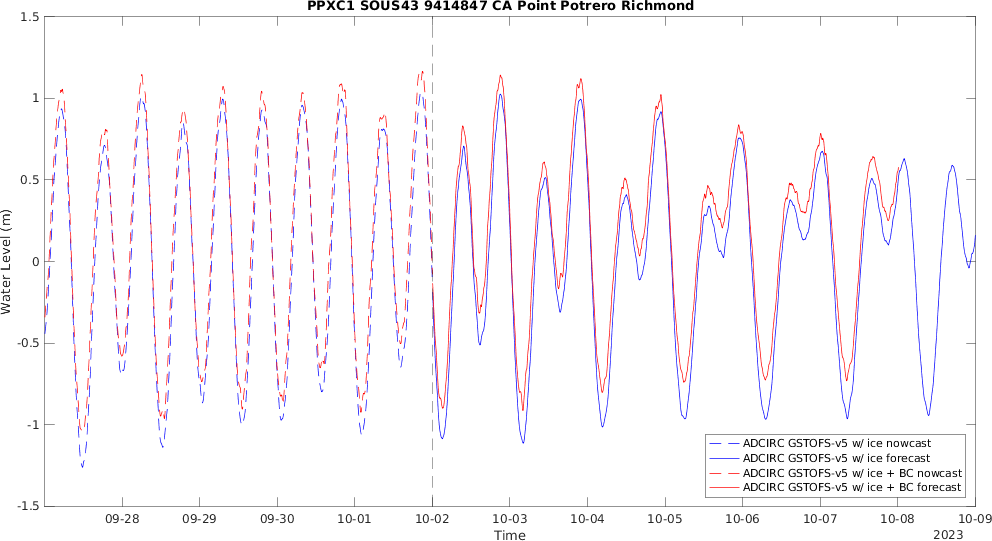 PPXC1 SOUS43 9414847 CA Point Potrero Richmond
1.5
1
0.5
0
-0.5
-1
-1.5
Water Level (m)
ADCIRC GSTOFS-v5 w/ ice nowcast
ADCIRC GSTOFS-v5 w/ ice forecast
ADCIRC GSTOFS-v5 w/ ice + BC nowcast
ADCIRC GSTOFS-v5 w/ ice + BC forecast
09-28 09-29 09-30 10-01 10-02 10-03 10-04 10-05 10-06 10-07 10-08 10-09
Time
2023